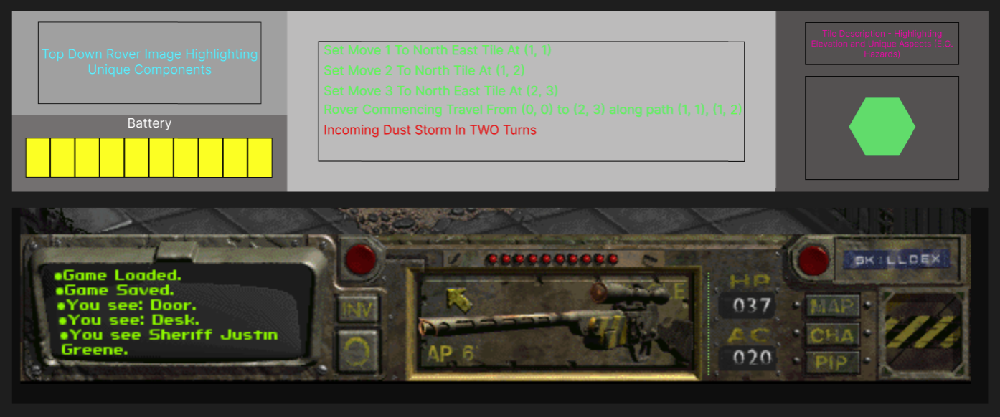 Top Down Rover Image Highlighting
Unique Components
Battery
Set Move 1 To North East Tile At (1, 1)
Set Move 2 To North Tile At (1, 2)
Set Move 3 To North East Tile At (2, 3)
Rover Commencing Travel From (0, 0) to (2, 3) along path (1, 1), (1, 2)
Incoming Dust Storm In TWO Turns
Tile Description - Highlighting
Elevation and Unique Aspects (E.G.
Hazards)
Game Loaded.
Game Saved.
You see: Door.
You see: Desk.
You see Sheriff Justin
Greene.
INV
AP 6
HP
037
AC
020
SKILLDEX
MAP
CHA
PIP